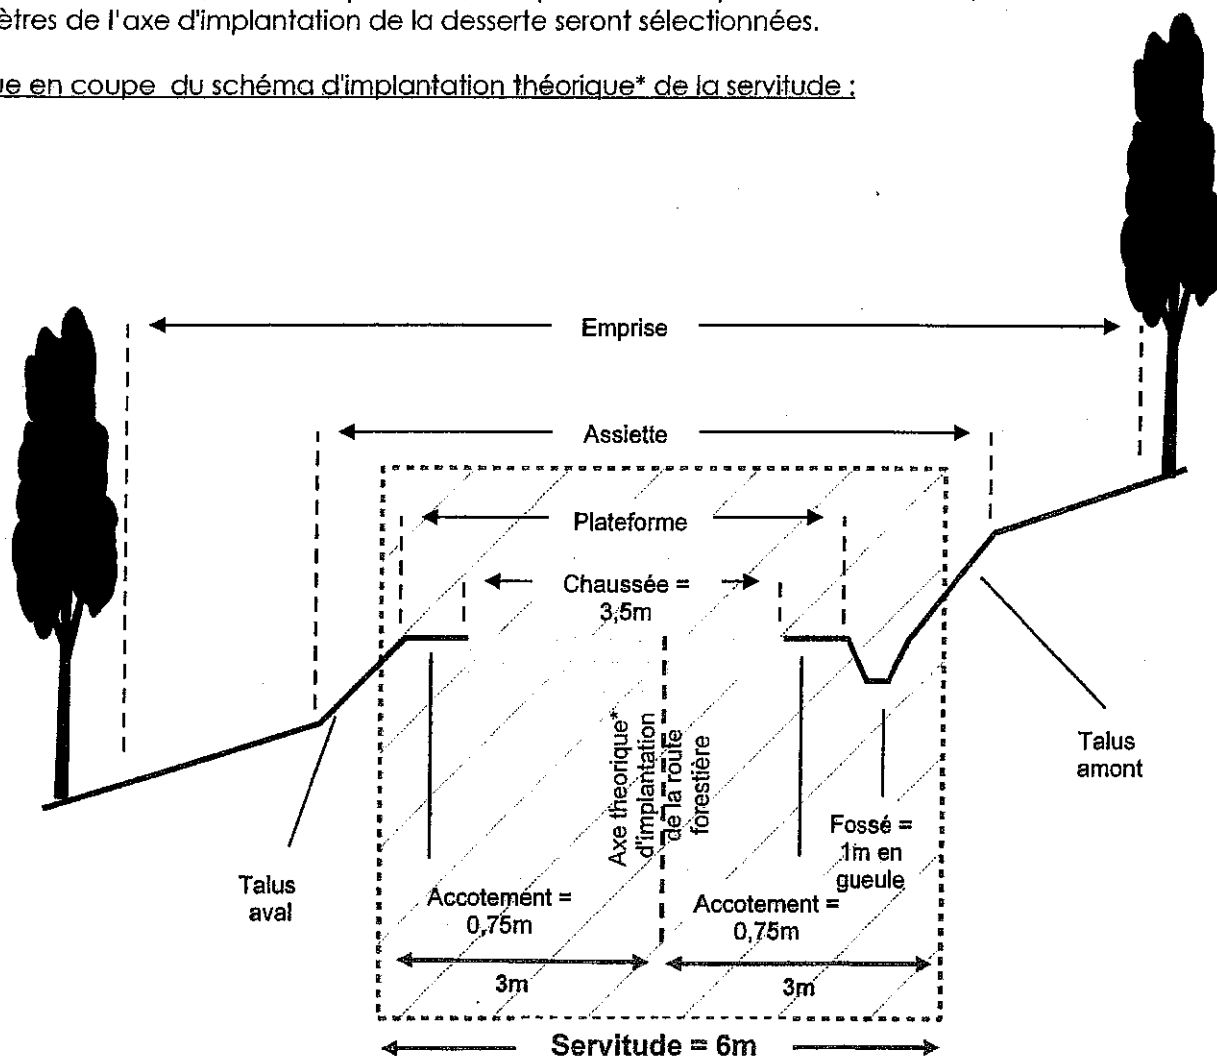 ètres de l'axe d'implantation de la desserte seront sélectionnées.
ue en coupe du schéma d'implantation théorique* de la servitude :
Emprise
Assiette
Plateforme
Chaussée =
3,5m
Axe theorique*
d'implantation
de la route
forestière
Talus
amont
Fossé =
1m en
gueule
Talus
aval
Accotement =
0,75m
Accotement =
0,75m
3m
3m
Servitude = 6m